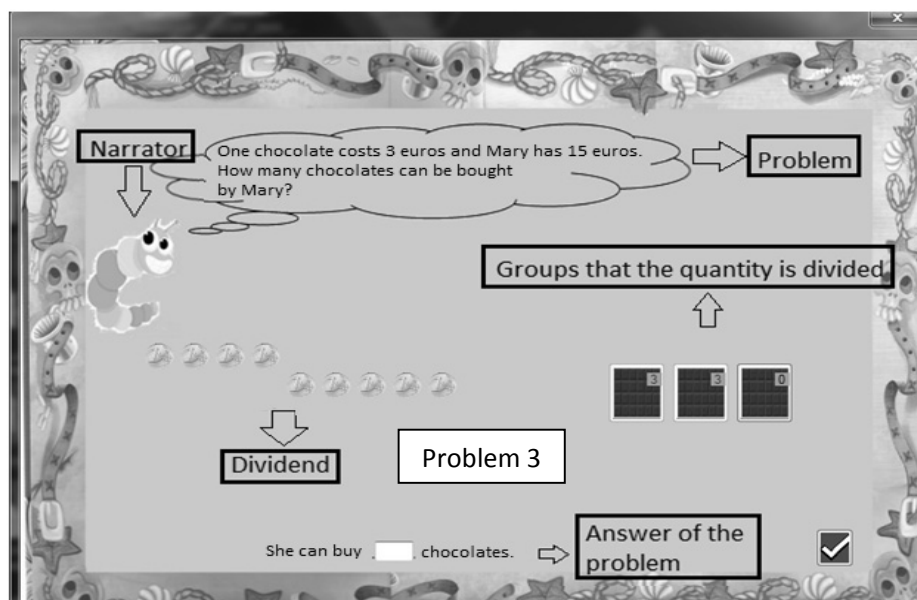 Narrator
One chocolate costs 3 euros and Mary has 15 euros.
How many chocolates can be bought
by Mary?
Problem
Groups that the quantity is divided
3 3 0
Dividend
Problem 3
She can buy chocolates.
Answer of the
problem